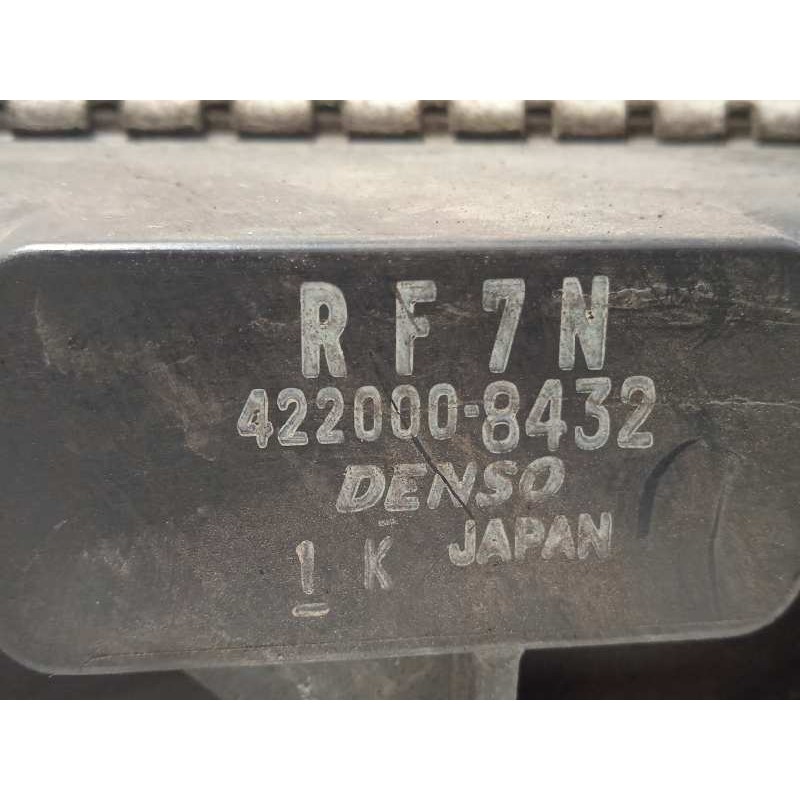 RF7N
422000-8432
DENSO
JAPAN
1 K